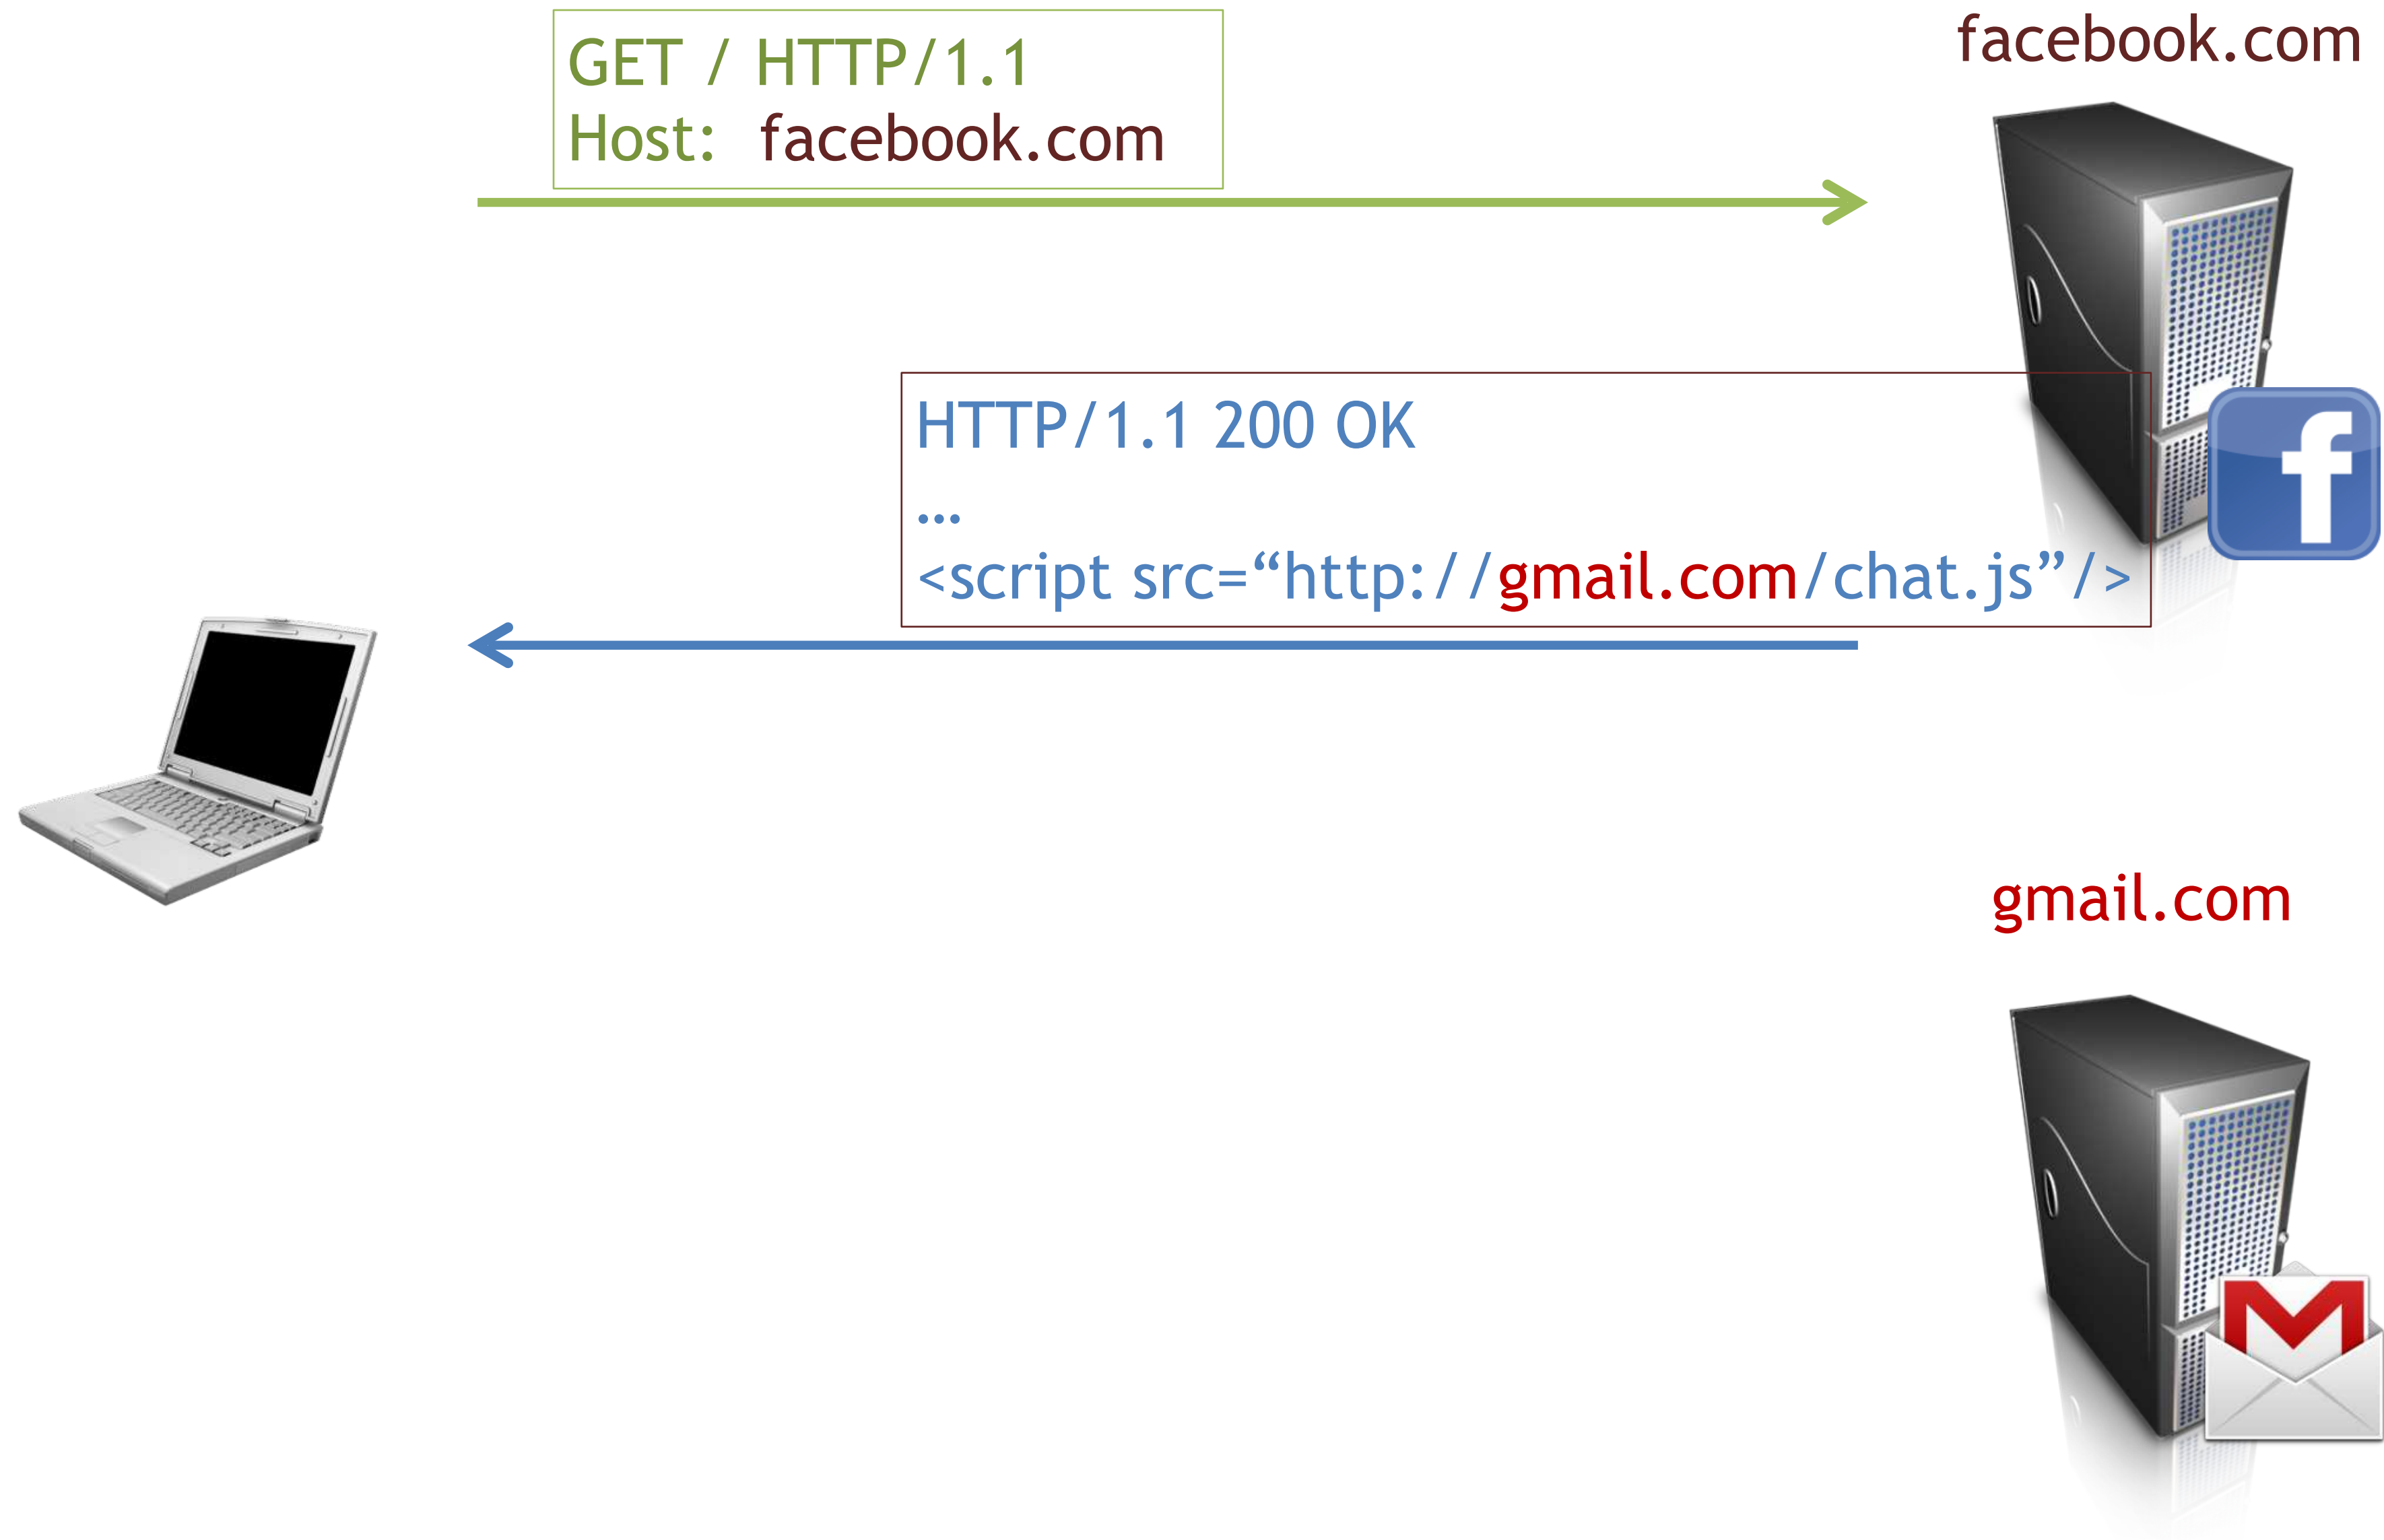 facebook.com
GET / HTTP/1.1
Host: facebook.com
HTTP/1.1 200 OK
…
<script src=“http://gmail.com/chat.js”/>
gmail.com